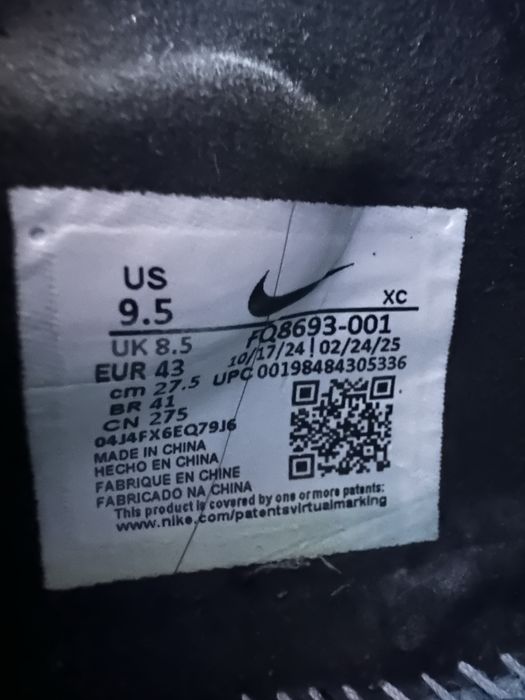 US
9.5
XC
UK 8.5
FQ8693-001
EUR 43
10/17/24 | 02/24/25
cm 27.5
UPC 00198484305336
BR 41
CN 275
04J4FX6EQ79J6
MADE IN CHINA
HECHO EN CHINA
FABRIQUE EN CHINE
FABRICADO NA CHINA
This product is covered by one or more patents:
www.nike.com/patentsvirtualmarking